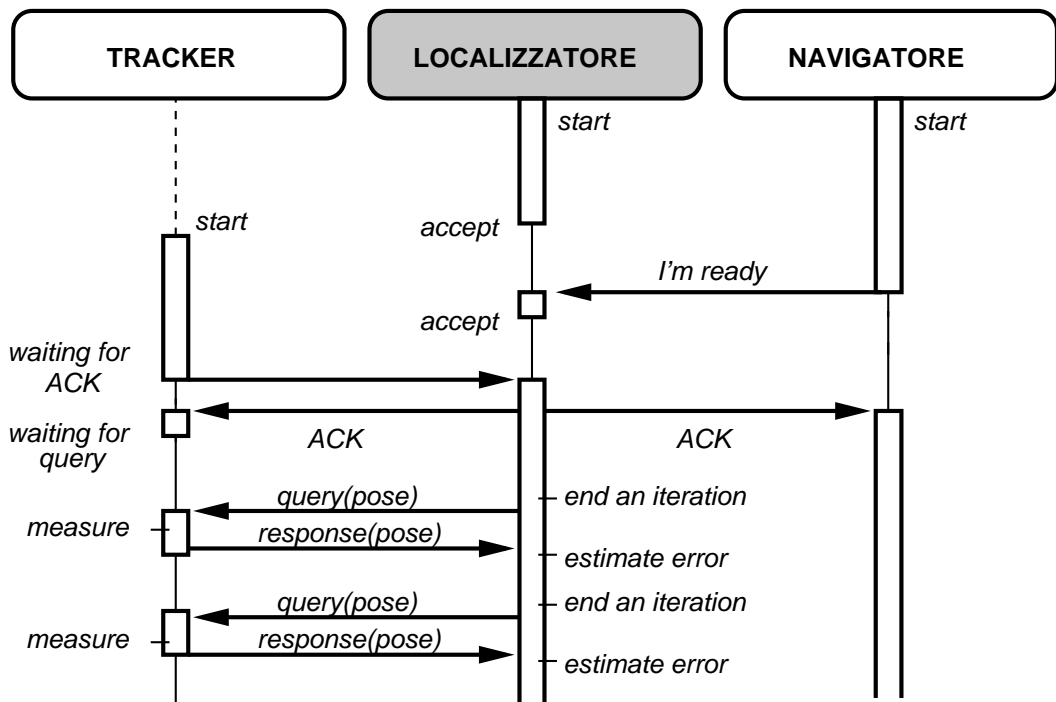 TRACKER
LOCALIZZATORE
NAVIGATORE
start
start
start
accept
I'm ready
accept
waiting for
ACK
ACK
ACK
waiting for
query
query(pose)
end an iteration
measure
response(pose)
estimate error
query(pose)
end an iteration
measure
response(pose)
estimate error